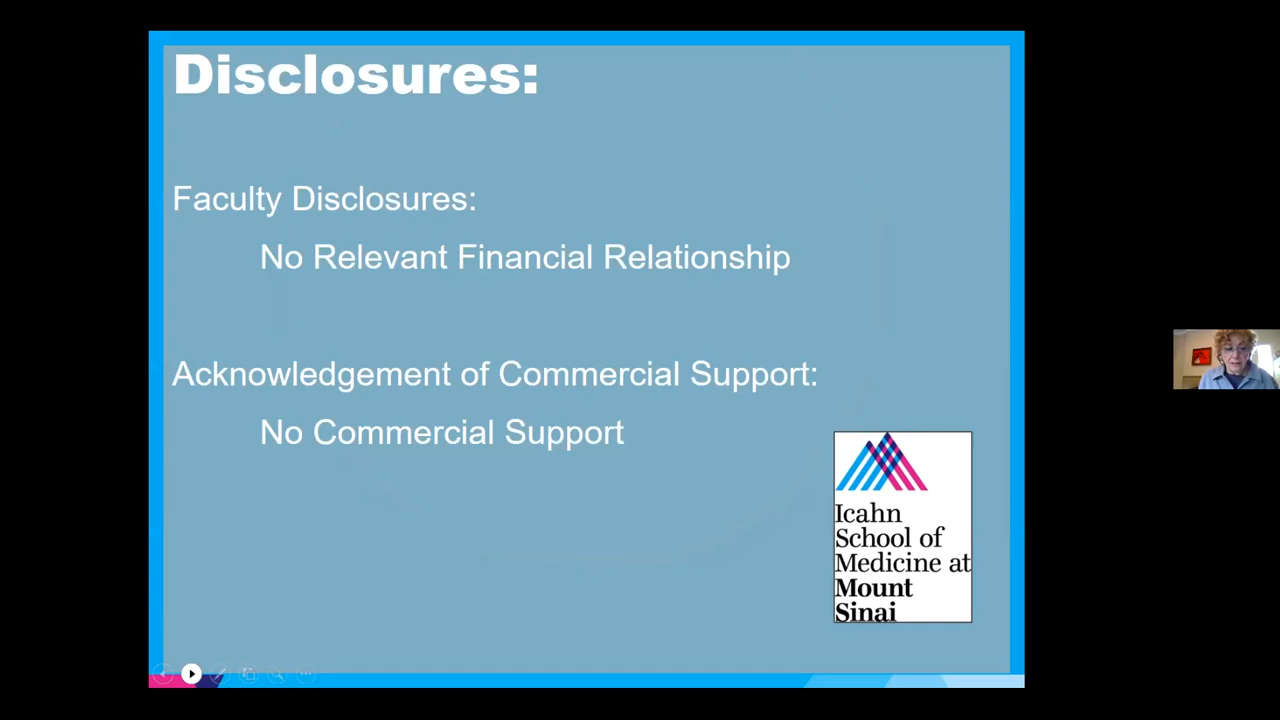 Disclosures:
Faculty Disclosures:
No Relevant Financial Relationship
Acknowledgement of Commercial Support:
No Commercial Support
Icahn
School of
Medicine at
Mount
Sinai